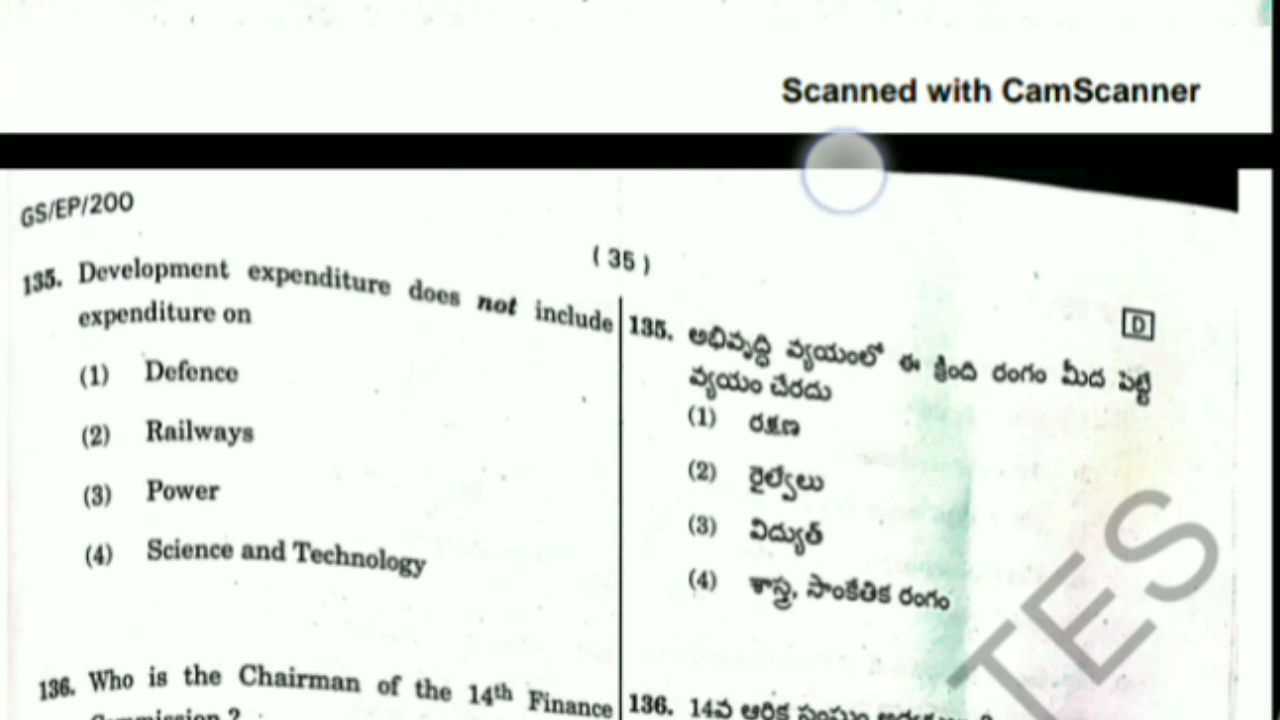 Scanned with CamScanner
GS/EP/200
( 35 )
D
135. Development expenditure does not include
expenditure on
(1) Defence
(2) Railways
(3) Power
(4) Science and Technology
136. Who is the Chairman of the 14th Finance
Commission ?
135. అభివృద్ధి వ్యయంలో ఈ క్రింది రంగం మీద పెట్టే
వ్యయం చేరదు
(1) రక్షణ
(2) రైల్వేలు
(3) విద్యుత్
(4) శాస్త్ర, సాంకేతిక రంగం
136. 14వ ఆర్థిక సంఘం
TES